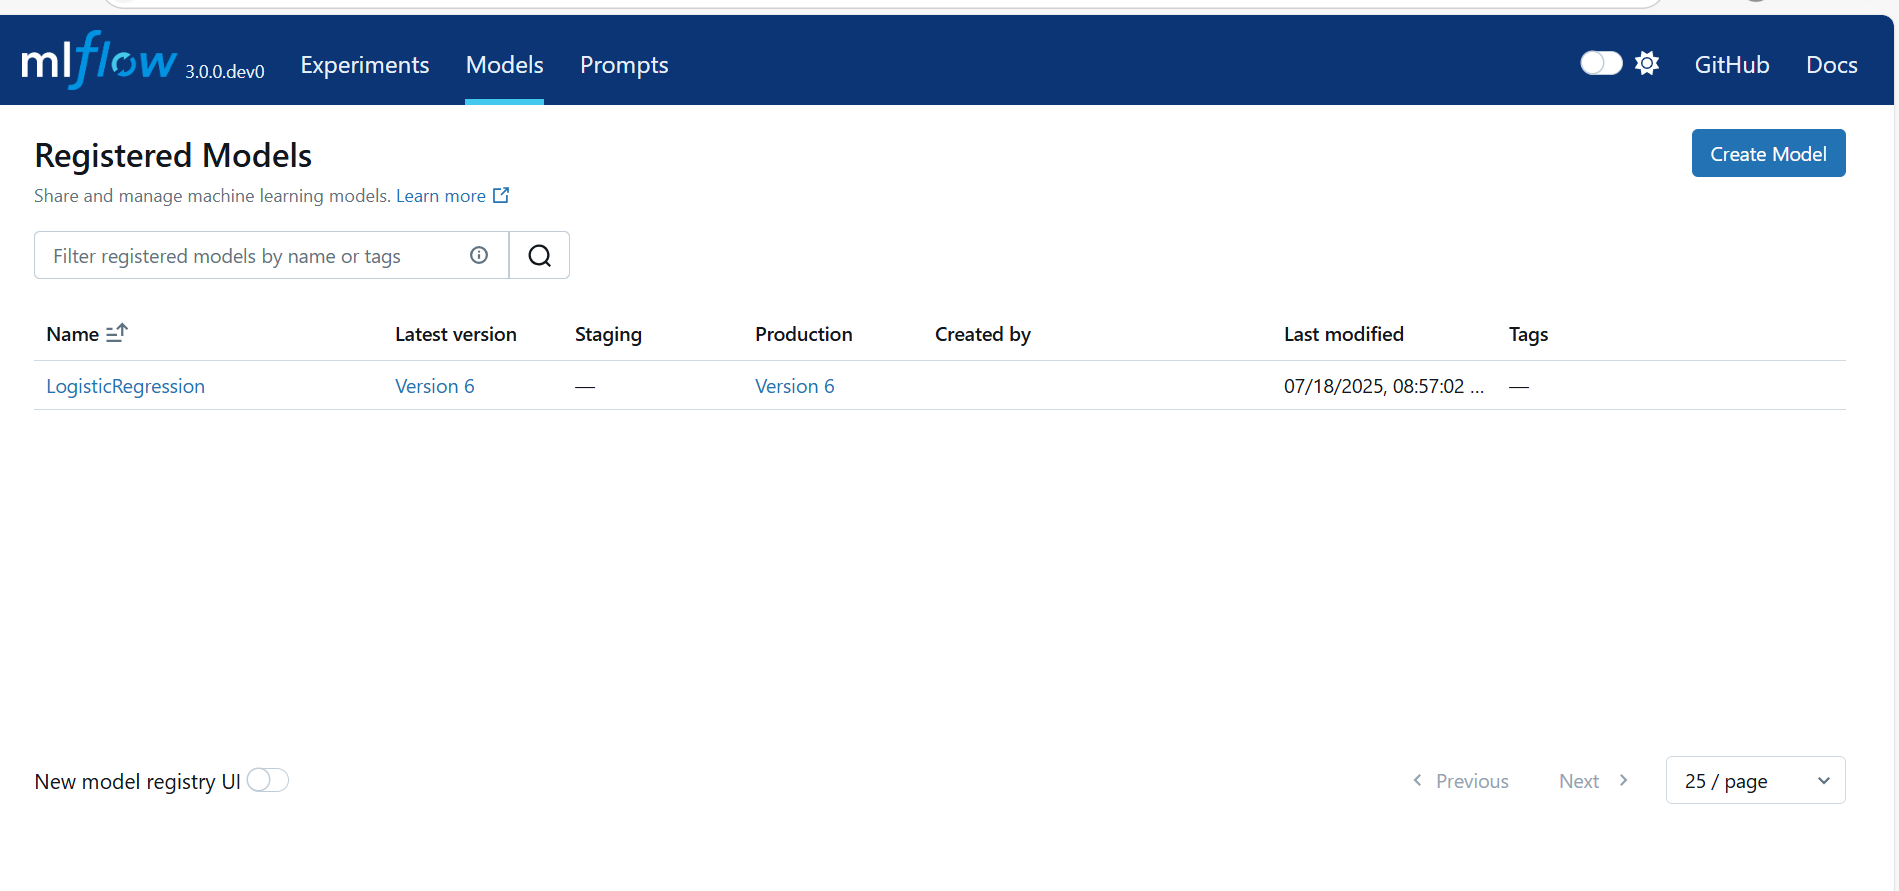 mlflow 3.0.0.dev0 Experiments Models Prompts GitHub Docs
Registered Models
Create Model
Share and manage machine learning models. Learn more
Filter registered models by name or tags
Name Latest version Staging Production Created by Last modified Tags
LogisticRegression Version 6 — Version 6 07/18/2025, 08:57:02 ... —
New model registry UI Previous Next 25 / page